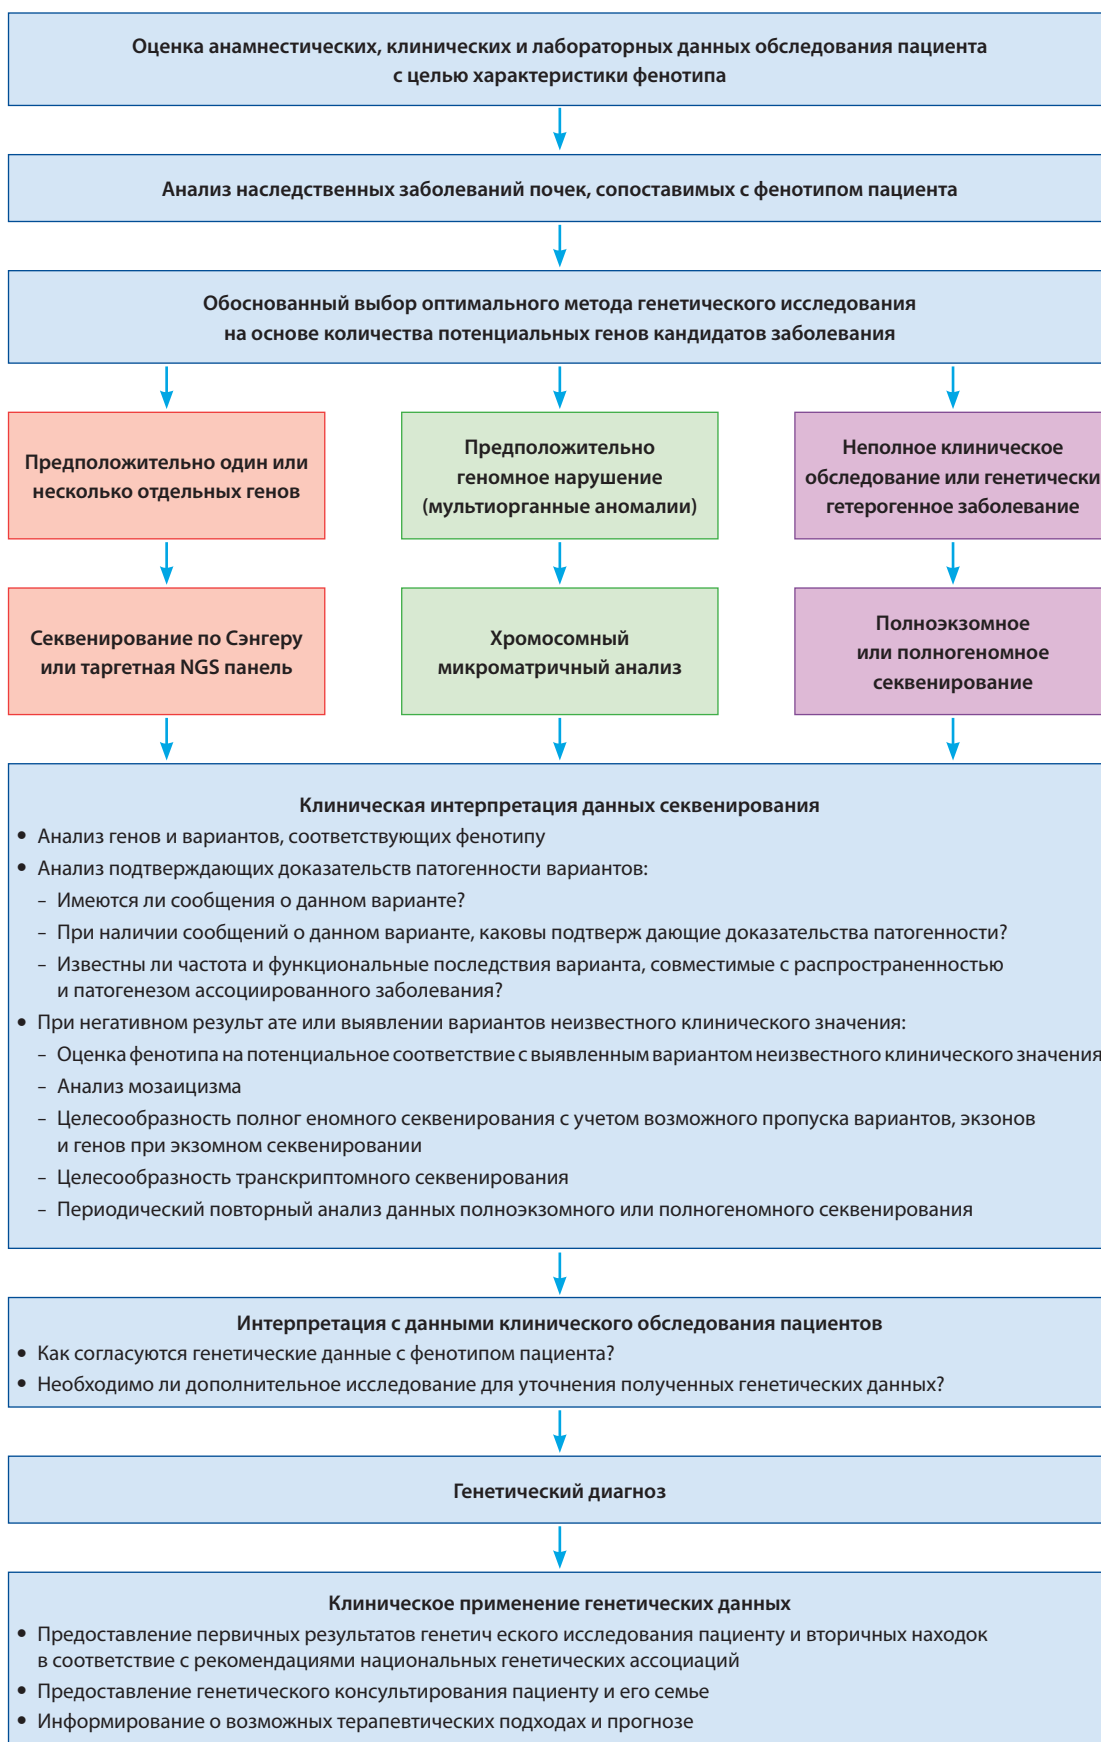 Оценка анамнестических, клинических и лабораторных данных обследования пациента
с целью характеристики фенотипа
Анализ наследственных заболеваний почек, сопоставимых с фенотипом пациента
Обоснованный выбор оптимального метода генетического исследования
на основе количества потенциальных генов кандидатов заболевания
Предположительно один или
несколько отдельных генов
Предположительно
геномное нарушение
(мультиорганные аномалии)
Неполное клиническое
обследование или генетически
гетерогенное заболевание
Секвенирование по Сэнгеру
или таргетная NGS панель
Хромосомный
микроматричный анализ
Полноэкзомное
или полногеномное
секвенирование
Клиническая интерпретация данных секвенирования
• Анализ генов и вариантов, соответствующих фенотипу
• Анализ подтверждающих доказательств патогенности вариантов:
– Имеются ли сообщения о данном варианте?
– При наличии сообщений о данном варианте, каковы подтверж дающие доказательства патогенности?
– Известны ли частота и функциональные последствия варианта, совместимые с распространенностью
и патогенезом ассоциированного заболевания?
• При негативном результ ате или выявлении вариантов неизвестного клинического значения:
– Оценка фенотипа на потенциальное соответствие с выявленным вариантом неизвестного клинического значения
– Анализ мозаицизма
– Целесообразность полног еномного секвенирования с учетом возможного пропуска вариантов, экзонов
и генов при экзомном секвенировании
– Целесообразность транскриптомного секвенирования
– Периодический повторный анализ данных полноэкзомного или полногеномного секвенирования
Интерпретация с данными клинического обследования пациентов
• Как согласуются генетические данные с фенотипом пациента?
• Необходимо ли дополнительное исследование для уточнения полученных генетических данных?
Генетический диагноз
Клиническое применение генетических данных
• Предоставление первичных результатов генетич еского исследования пациенту и вторичных находок
в соответствие с рекомендациями национальных генетических ассоциаций
• Предоставление генетического консультирования пациенту и его семье
• Информирование о возможных терапевтических подходах и прогнозе